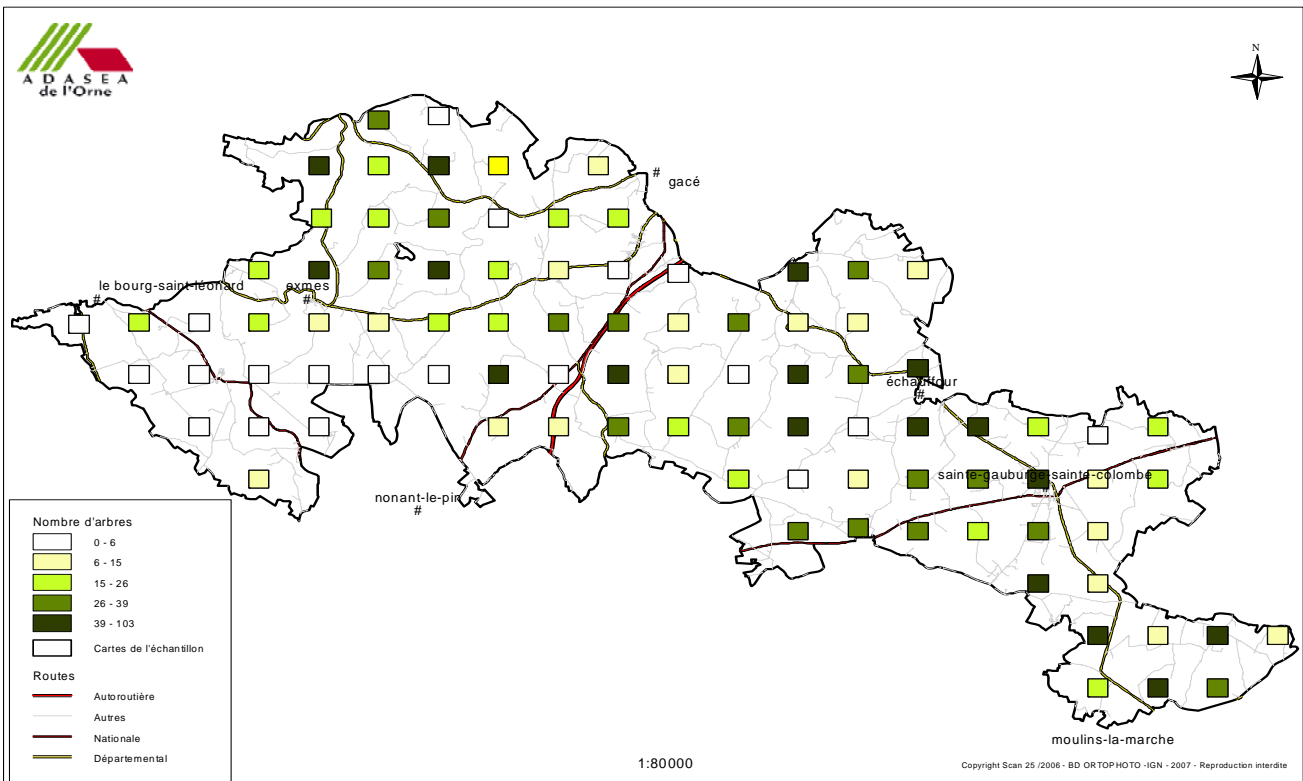 ADASEA
de l'Orne
N
#
gacé
le bourg-saint-léonard
#
exmes
#
échauffour
#
sainte-gauburge-sainte-colombe
#
nonant-le-pin
#
moulins-la-marche
Nombre d'arbres
0 - 6
6 - 15
15 - 26
26 - 39
39 - 103
Cartes de l'échantillon
Routes
Autoroutière
Autres
Nationale
Départemental
1:80000
Copyright Scan 25 /2006 - BD ORTOPHOTO -IGN - 2007 - Reproduction interdite